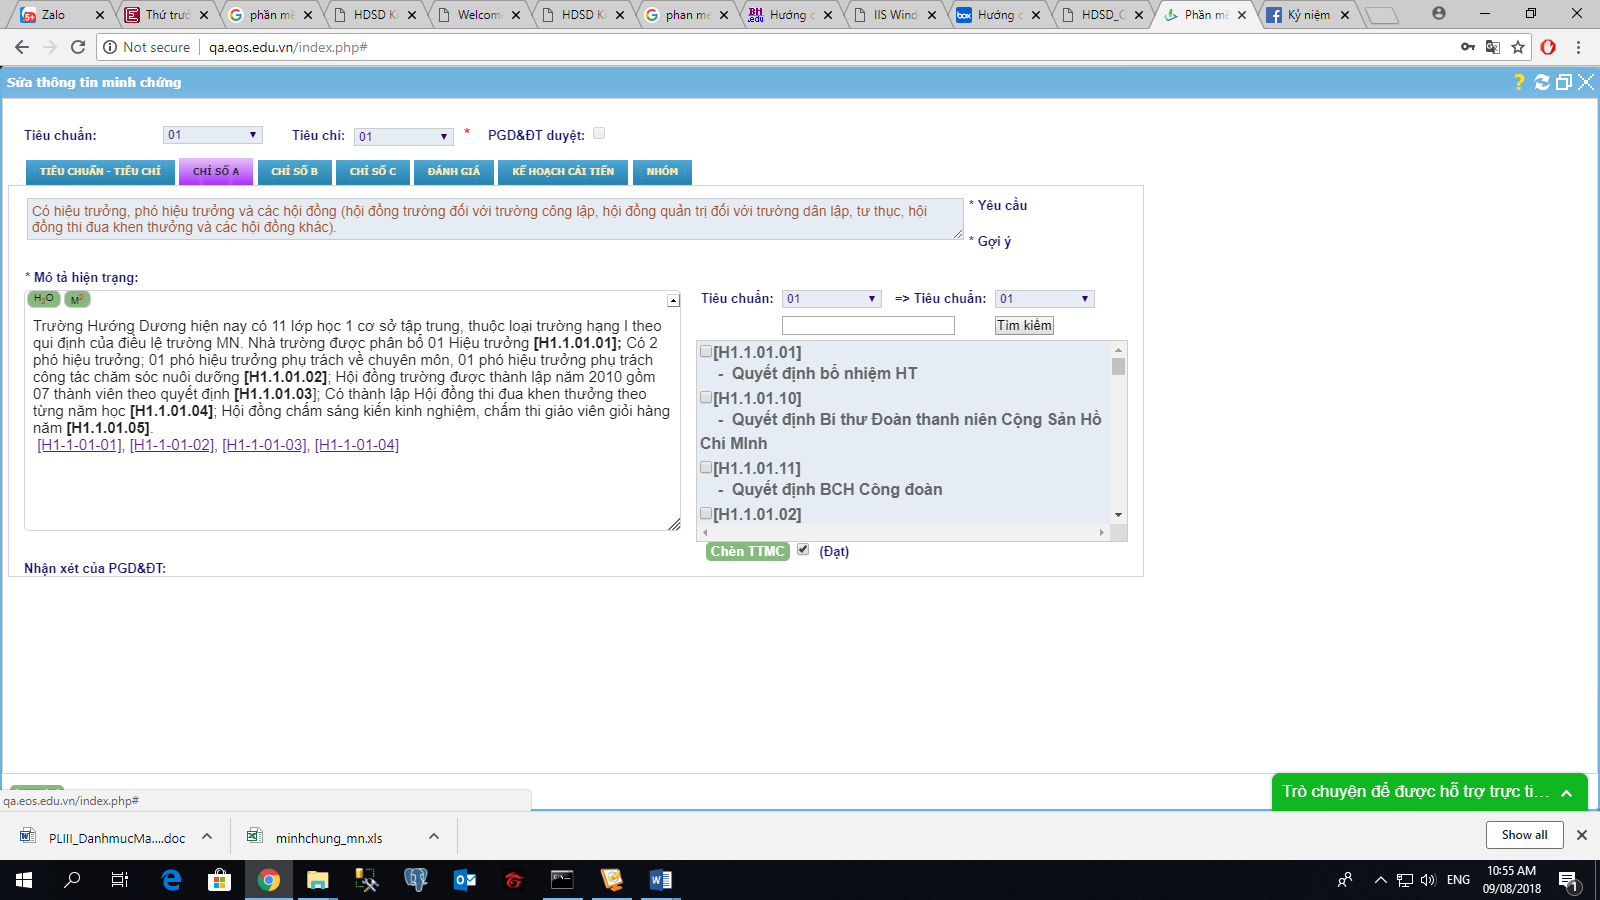 Zalo
Thứ trưở
phần mề
HDSD Ki
Welcome
HDSD Ki
phan me
BH .edu
Hướng d
IIS Wind
box
Hướng d
HDSD_C
Phần mề
Kỷ niệm
Not secure
qa.eos.edu.vn/index.php#
Sửa thông tin minh chứng
Tiêu chuẩn:
01
Tiêu chí:
01
*
PGD&ĐT duyệt:
TIÊU CHUẨN - TIÊU CHÍ
CHỈ SỐ A
CHỈ SỐ B
CHỈ SỐ C
ĐÁNH GIÁ
KẾ HOẠCH CẢI TIẾN
NHÓM
Có hiệu trưởng, phó hiệu trưởng và các hội đồng (hội đồng trường đối với trường công lập, hội đồng quản trị đối với trường dân lập, tư thục, hội
đồng thi đua khen thưởng và các hội đồng khác).
* Yêu cầu
* Gợi ý
* Mô tả hiện trạng:
H2O
M2
Trường Hướng Dương hiện nay có 11 lớp học 1 cơ sở tập trung, thuộc loại trường hạng I theo
qui định của điều lệ trường MN. Nhà trường được phân bổ 01 Hiệu trưởng [H1.1.01.01]; Có 2
phó hiệu trưởng; 01 phó hiệu trưởng phụ trách về chuyên môn, 01 phó hiệu trưởng phụ trách
công tác chăm sóc nuôi dưỡng [H1.1.01.02]; Hội đồng trường được thành lập năm 2010 gồm
07 thành viên theo quyết định [H1.1.01.03]; Có thành lập Hội đồng thi đua khen thưởng theo
từng năm học [H1.1.01.04]; Hội đồng chấm sáng kiến kinh nghiệm, chấm thi giáo viên giỏi hàng
năm [H1.1.01.05].
[H1-1-01-01], [H1-1-01-02], [H1-1-01-03], [H1-1-01-04]
Tiêu chuẩn:
01
=> Tiêu chuẩn:
01
Tìm kiếm
[H1.1.01.01]
- Quyết định bổ nhiệm HT
[H1.1.01.10]
- Quyết định Bí thư Đoàn thanh niên Cộng Sản Hồ
Chí MInh
[H1.1.01.11]
- Quyết định BCH Công đoàn
[H1.1.01.02]
Chèn TTMC
(Đạt)
Nhận xét của PGD&ĐT:
Trò chuyện để được hỗ trợ trực ti...
qa.eos.edu.vn/index.php#
PLIII_DanhmucMa....doc
minhchung_mn.xls
Show all
ENG
10:55 AM
09/08/2018
1